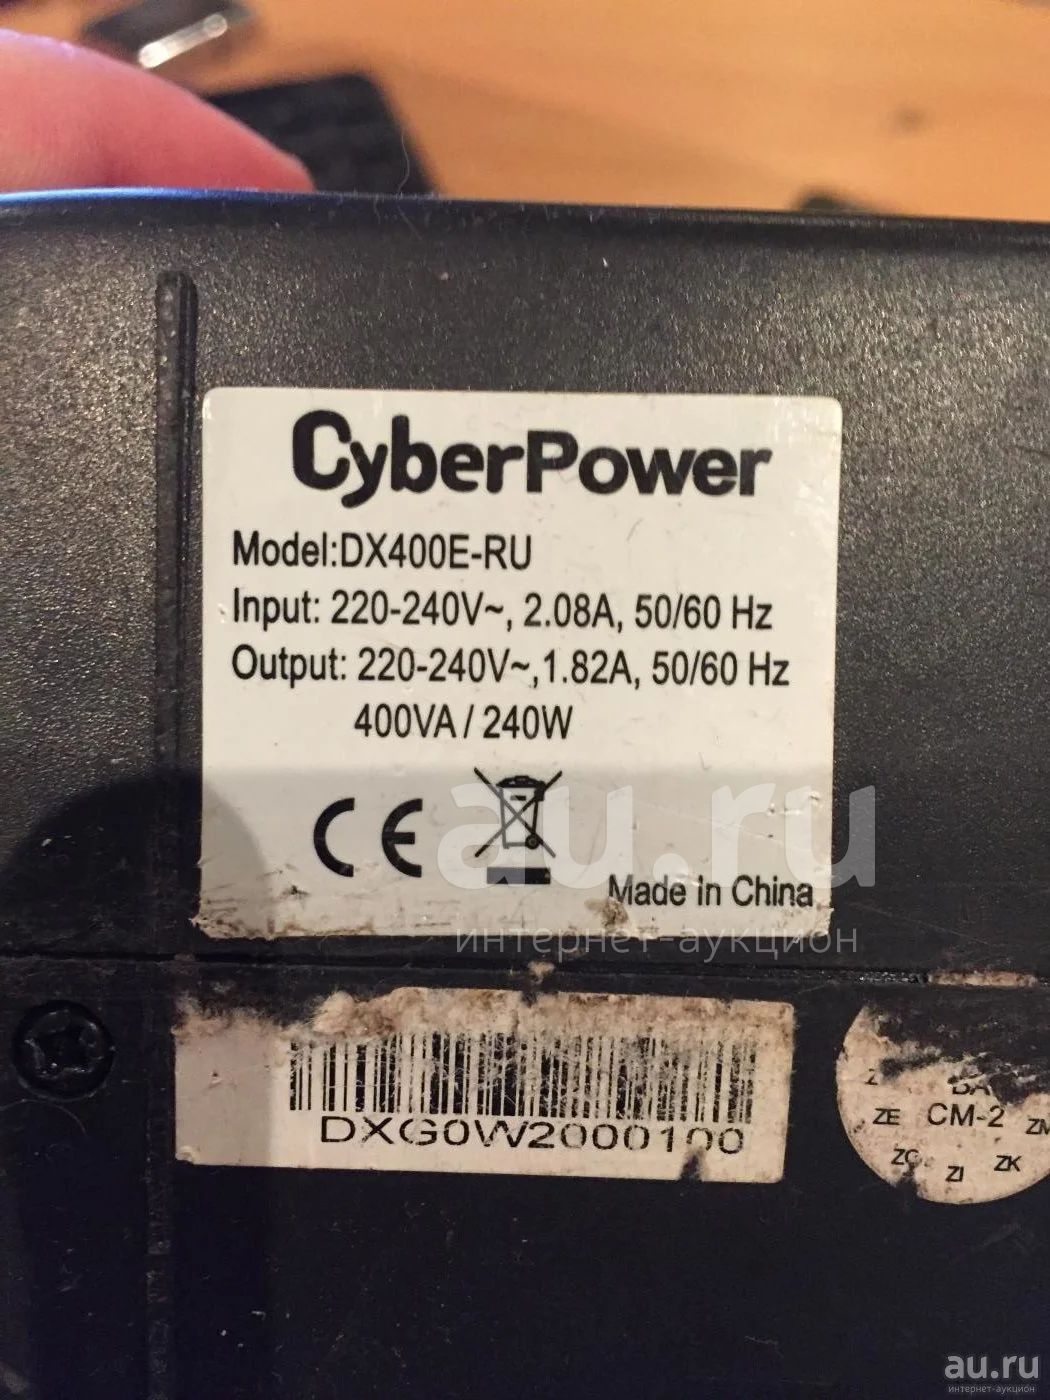 CyberPower
Model:DX400E-RU
Input: 220-240V~, 2.08A, 50/60 Hz
Output: 220-240V~,1.82A, 50/60 Hz
400VA / 240W
CE
au.ru
Made in China
интернет-аукцион
DXG0W2000100
ZE CM-2 ZM
ZI ZK
au.ru
интернет-аукцион